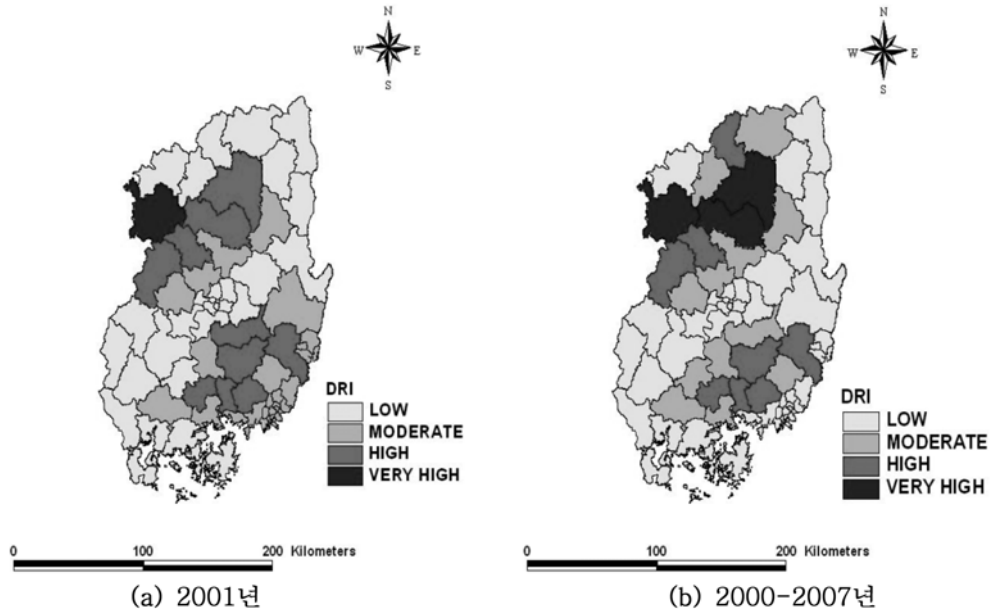 N
W E
S
DRI
LOW
MODERATE
HIGH
VERY HIGH
0 100 200 Kilometers
(a) 2001년
N
W E
S
DRI
LOW
MODERATE
HIGH
VERY HIGH
0 100 200 Kilometers
(b) 2000-2007년